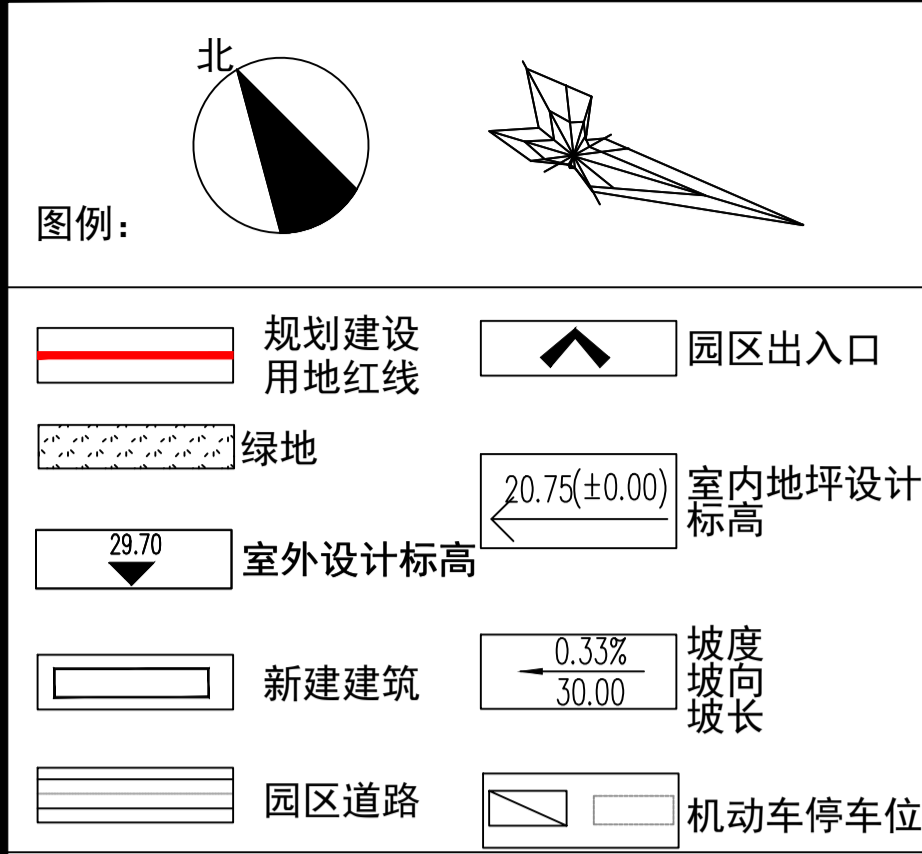 北
图例：
规划建设
用地红线
园区出入口
绿地
20.75(±0.00)
室内地坪设计
标高
29.70
室外设计标高
新建建筑
0.33%
30.00
坡度
坡向
坡长
园区道路
机动车停车位